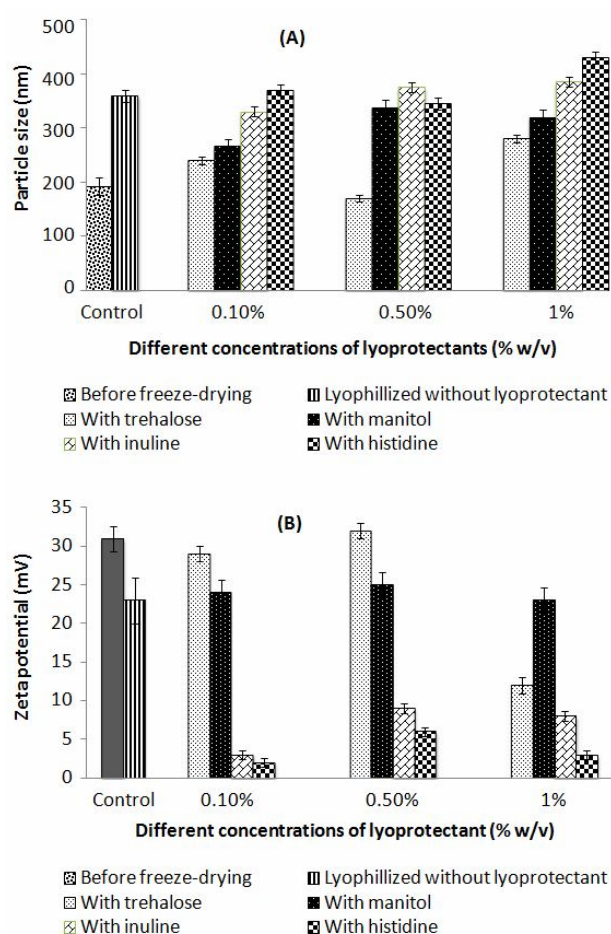 (A)
Particle size (nm)
500
400
300
200
100
0
Control 0.10% 0.50% 1%
Different concentrations of lyoprotectants (% w/v)
Before freeze-drying Lyophillized without lyoprotectant
With trehalose With manitol
With inuline With histidine
(B)
Zeta potential (mV)
35
30
25
20
15
10
5
0
Control 0.10% 0.50% 1%
Different concentrations of lyoprotectant (% w/v)
Before freeze-drying Lyophillized without lyoprotectant
With trehalose With manitol
With inuline With histidine